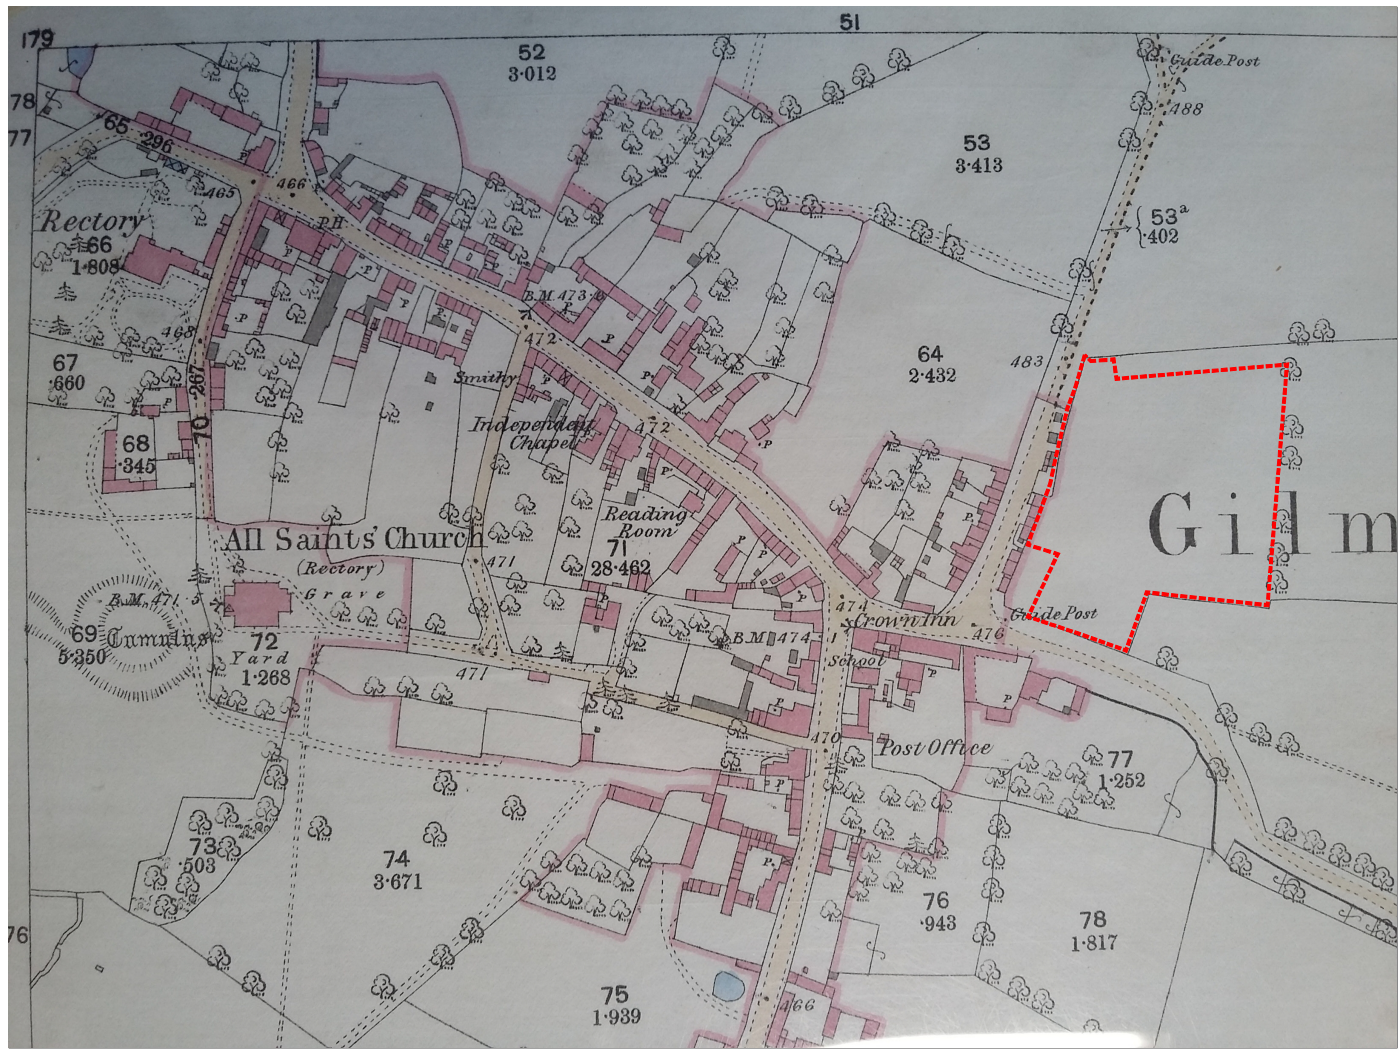 179
51
52
3·012
78
77
65
296
Guide Post
488
53
3·413
465
466
P.H
Rectory
66
1·808
53ª
·402
P
P
P
P
P
P
B.M. 473·6
468
472
483
64
2·432
67
·660
267
70
Smithy
P
P
P
Independent
Chapel
472
P
P
68
·345
Reading
Room
71
28·462
P
Gilm
All Saints' Church
(Rectory)
471
P
P
Grave
B.M. 471·5
P
474
Crown Inn
Guide Post
476
69
5·350
Tumulus
72
Yard
1·268
B.M. 474·1
School
471
P
P
P
470
Post Office
77
1·252
P
73
·503
74
3·671
P
76
·943
78
1·817
76
75
1·939
466